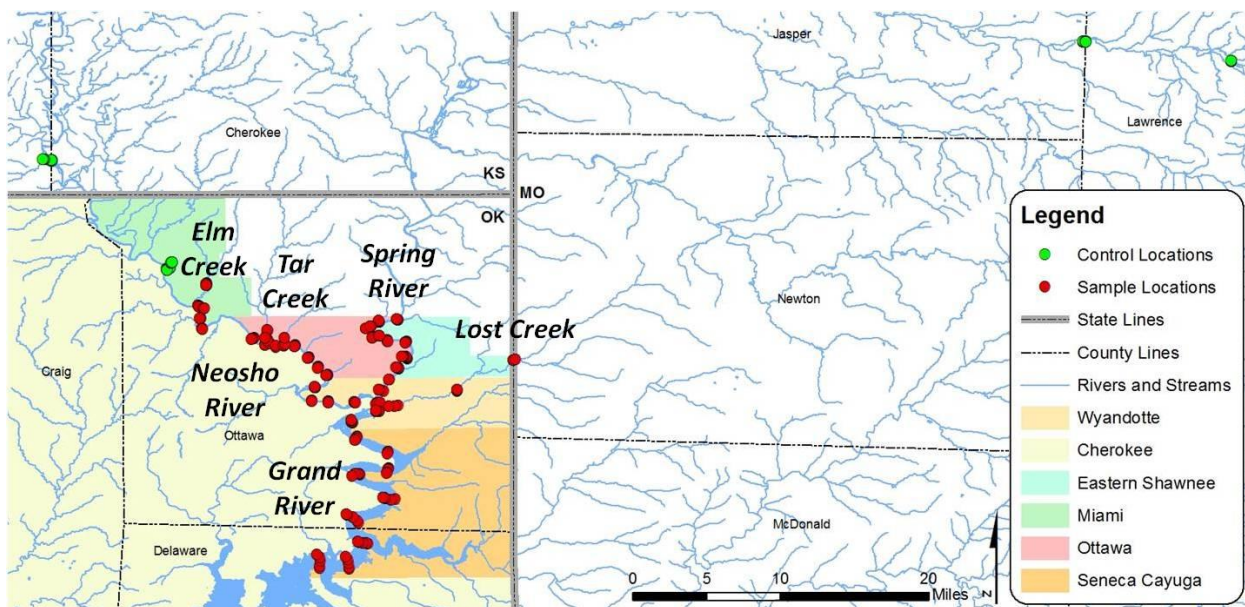 Jasper
Cherokee
Lawrence
KS
MO
OK
Elm
Creek
Tar
Creek
Spring
River
Lost Creek
Newton
Craig
Neosho
River
Ottawa
Grand
River
McDonald
Delaware
0 5 10 20
Miles
Z
Legend
Control Locations
Sample Locations
State Lines
County Lines
Rivers and Streams
Wyandotte
Cherokee
Eastern Shawnee
Miami
Ottawa
Seneca Cayuga